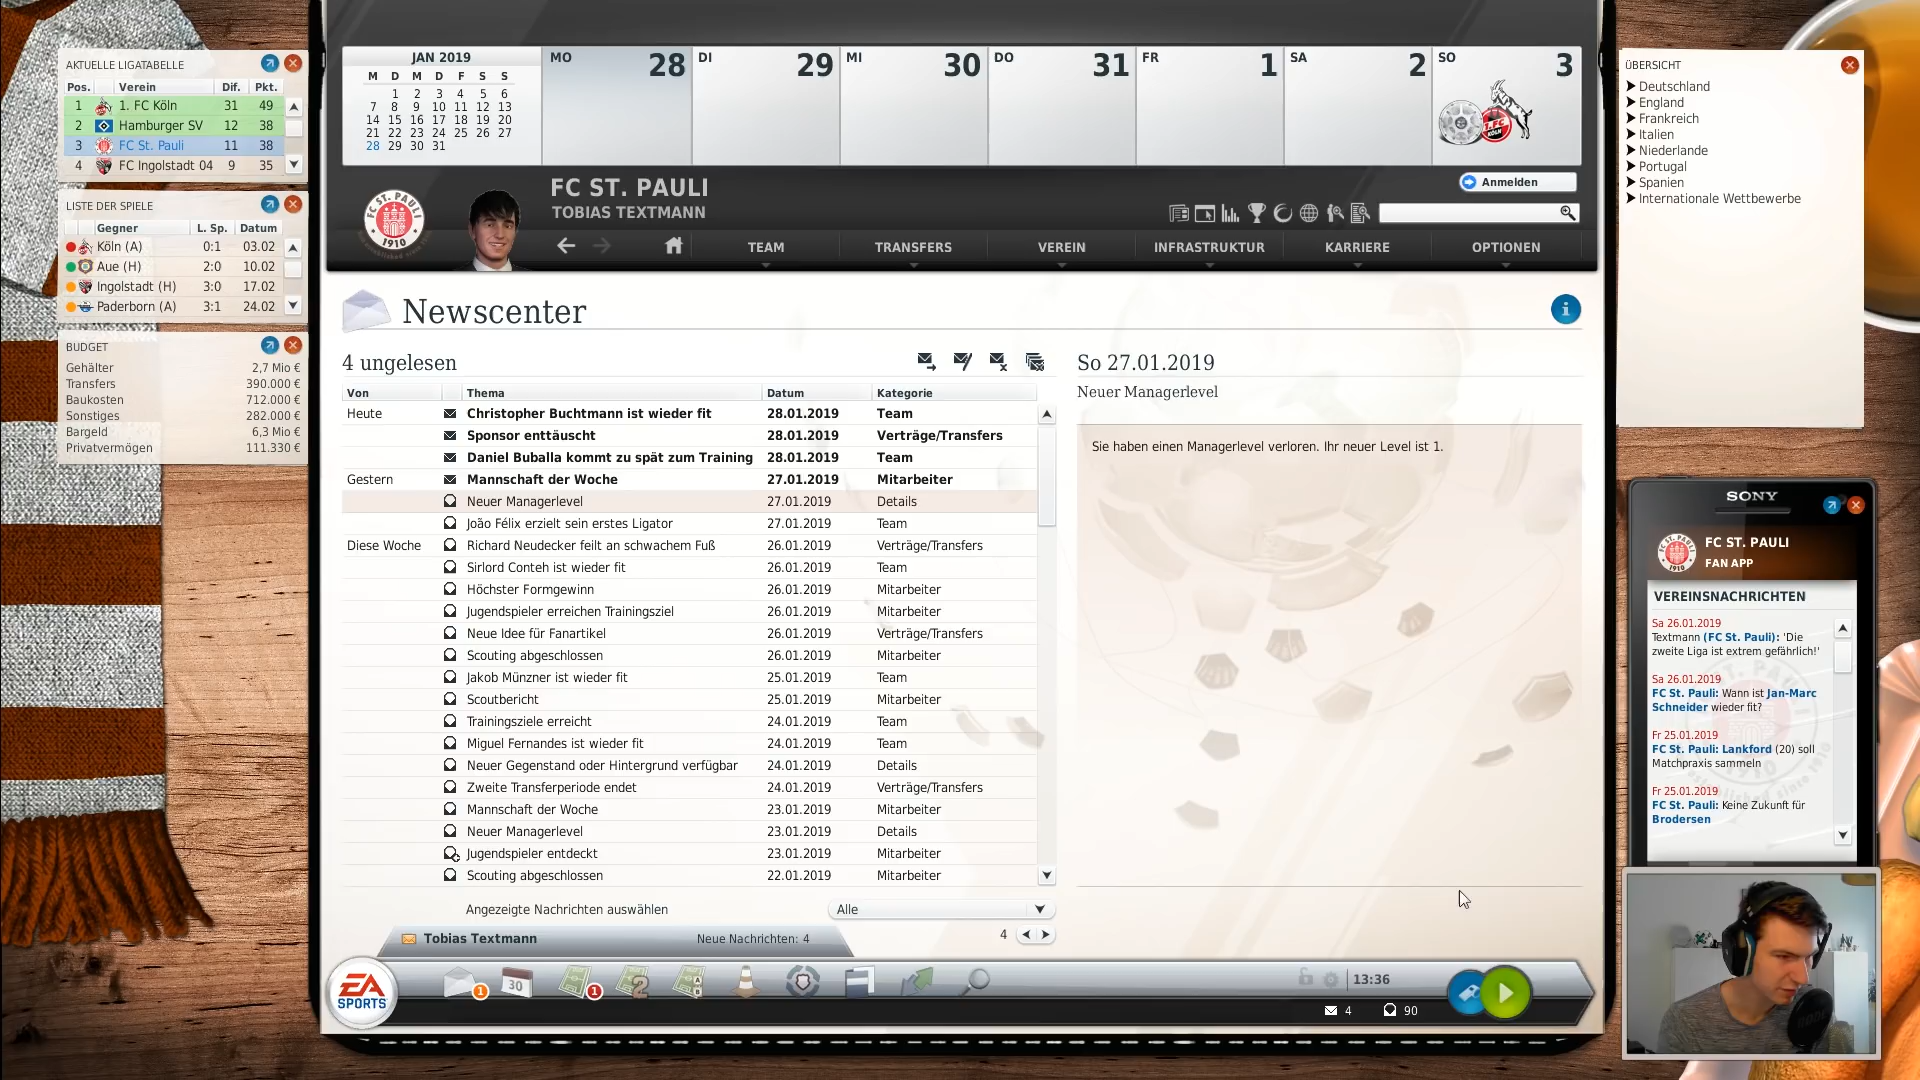 AKTUELLE LIGATABELLE
Pos. Verein Dif. Pkt.
1 1. FC Köln 31 49
2 Hamburger SV 12 38
3 FC St. Pauli 11 38
4 FC Ingolstadt 04 9 35
LISTE DER SPIELE
Gegner L. Sp. Datum
Köln (A) 0:1 03.02
Aue (H) 2:0 10.02
Ingolstadt (H) 3:0 17.02
Paderborn (A) 3:1 24.02
BUDGET
Gehälter 2,7 Mio €
Transfers 390.000 €
Baukosten 712.000 €
Sonstiges 282.000 €
Bargeld 6,3 Mio €
Privatvermögen 111.330 €
JAN 2019
M D M D F S S
1 2 3 4 5 6
7 8 9 10 11 12 13
14 15 16 17 18 19 20
21 22 23 24 25 26 27
28 29 30 31
MO 28
DI 29
MI 30
DO 31
FR 1
SA 2
SO 3
1.FC KÖLN
FC ST. PAULI
1910
FC ST. PAULI
TOBIAS TEXTMANN
Anmelden
TEAM
TRANSFERS
VEREIN
INFRASTRUKTUR
KARRIERE
OPTIONEN
Newscenter
4 ungelesen
Von Thema Datum Kategorie
Heute Christopher Buchtmann ist wieder fit 28.01.2019 Team
Sponsor enttäuscht 28.01.2019 Verträge/Transfers
Daniel Buballa kommt zu spät zum Training 28.01.2019 Team
Gestern Mannschaft der Woche 27.01.2019 Mitarbeiter
Neuer Managerlevel 27.01.2019 Details
João Félix erzielt sein erstes Ligator 27.01.2019 Team
Diese Woche Richard Neudecker feilt an schwachem Fuß 26.01.2019 Verträge/Transfers
Sirlord Conteh ist wieder fit 26.01.2019 Team
Höchster Formgewinn 26.01.2019 Mitarbeiter
Jugendspieler erreichen Trainingsziel 26.01.2019 Mitarbeiter
Neue Idee für Fanartikel 26.01.2019 Verträge/Transfers
Scouting abgeschlossen 26.01.2019 Mitarbeiter
Jakob Münzner ist wieder fit 25.01.2019 Team
Scoutbericht 25.01.2019 Mitarbeiter
Trainingsziele erreicht 24.01.2019 Team
Miguel Fernandes ist wieder fit 24.01.2019 Team
Neuer Gegenstand oder Hintergrund verfügbar 24.01.2019 Details
Zweite Transferperiode endet 24.01.2019 Verträge/Transfers
Mannschaft der Woche 23.01.2019 Mitarbeiter
Neuer Managerlevel 23.01.2019 Details
Jugendspieler entdeckt 23.01.2019 Mitarbeiter
Scouting abgeschlossen 22.01.2019 Mitarbeiter
Angezeigte Nachrichten auswählen Alle
4
Tobias Textmann Neue Nachrichten: 4
So 27.01.2019
Neuer Managerlevel
Sie haben einen Managerlevel verloren. Ihr neuer Level ist 1.
EA
SPORTS
1
30
1
2
13:36
4 90
ÜBERSICHT
Deutschland
England
Frankreich
Italien
Niederlande
Portugal
Spanien
Internationale Wettbewerbe
SONY
FC ST. PAULI
1910
FC ST. PAULI
FAN APP
VEREINSNACHRICHTEN
Sa 26.01.2019
Textmann (FC St. Pauli): 'Die
zweite Liga ist extrem gefährlich!'
Sa 26.01.2019
FC St. Pauli: Wann ist Jan-Marc
Schneider wieder fit?
Fr 25.01.2019
FC St. Pauli: Lankford (20) soll
Matchpraxis sammeln
Fr 25.01.2019
FC St. Pauli: Keine Zukunft für
Brodersen